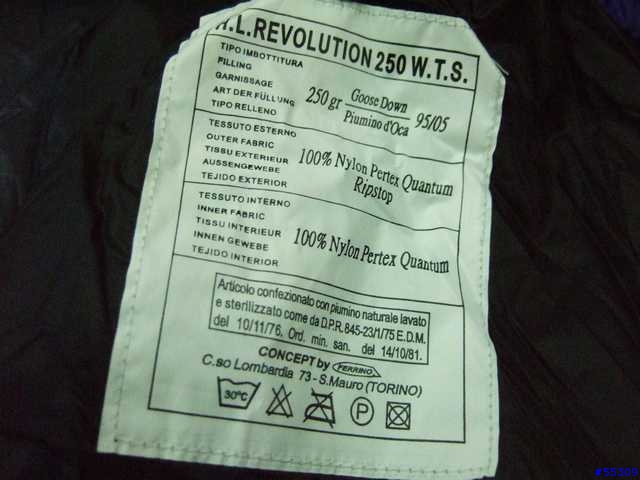 H.L.REVOLUTION 250 W.T.S.
TIPO IMBOTTITURA
FILLING
GARNISSAGE
ART DER FÜLLUNG
TIPO RELLENO
250 gr Goose Down 95/05
Piumino d'Oca
TESSUTO ESTERNO
OUTER FABRIC
TISSU EXTERIEUR
AUSSENGEWEBE
TEJIDO EXTERIOR
100% Nylon Pertex Quantum
Ripstop
TESSUTO INTERNO
INNER FABRIC
TISSU INTERIEUR
INNEN GEWEBE
TEJIDO INTERIOR
100% Nylon Pertex Quantum
Articolo confezionato con piumino naturale lavato
e sterilizzato come da D.P.R. 845-23/1/75 E.D.M.
del 10/11/76. Ord. min. san. del 14/10/81.
CONCEPT by FERRINO
C.so Lombardia 73 - S.Mauro (TORINO)
30°C P